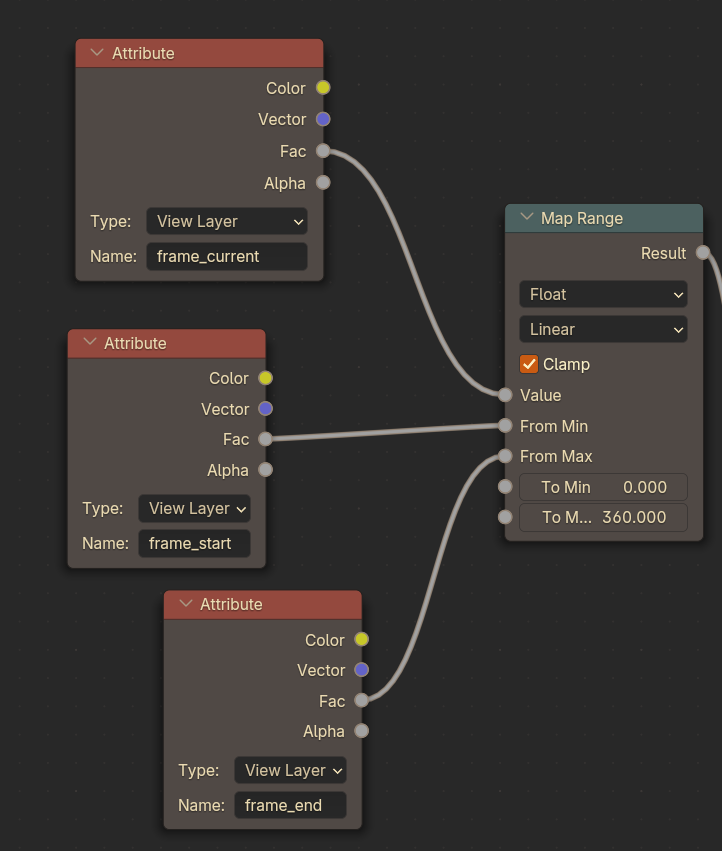 Attribute
Color
Vector
Fac
Alpha
Type: View Layer
Name: frame_current
Map Range
Result
Float
Linear
Clamp
Value
From Min
From Max
To Min 0.000
To M... 360.000
Attribute
Color
Vector
Fac
Alpha
Type: View Layer
Name: frame_start
Attribute
Color
Vector
Fac
Alpha
Type: View Layer
Name: frame_end